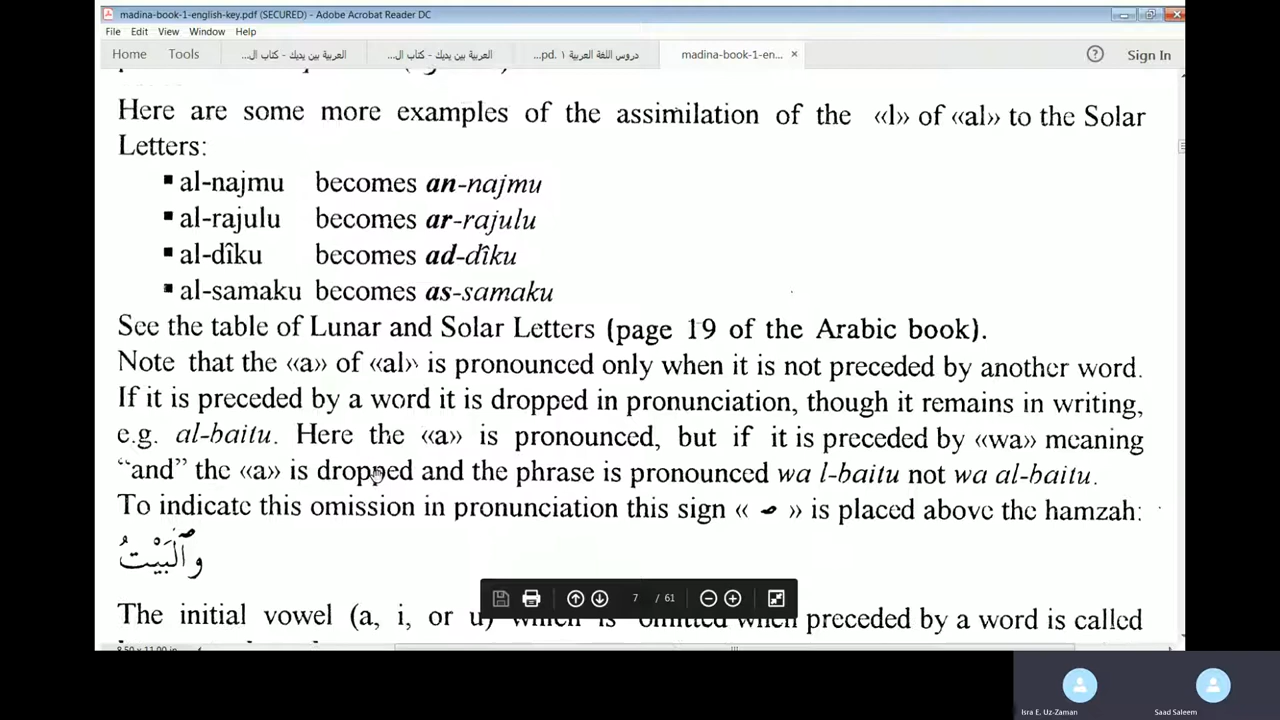 madina-book-1-english-key.pdf (SECURED) - Adobe Acrobat Reader DC
File Edit View Window Help
Home Tools العربية بين يديك - كتاب ال... العربية بين يديك - كتاب ال... دروس اللغة العربية ١ .pd... madina-book-1-en... × ? Sign In
Here are some more examples of the assimilation of the «l» of «al» to the Solar
Letters:
▪ al-najmu becomes an-najmu
▪ al-rajulu becomes ar-rajulu
▪ al-dîku becomes ad-dîku
▪ al-samaku becomes as-samaku
See the table of Lunar and Solar Letters (page 19 of the Arabic book).
Note that the «a» of «al» is pronounced only when it is not preceded by another word.
If it is preceded by a word it is dropped in pronunciation, though it remains in writing,
e.g. al-baitu. Here the «a» is pronounced, but if it is preceded by «wa» meaning
“and” the «a» is dropped and the phrase is pronounced wa l-baitu not wa al-baitu.
To indicate this omission in pronunciation this sign « ٱ » is placed above the hamzah:
وٱلْبَيْتُ
The initial vowel (a, i, or u) which is omitted when preceded by a word is called
7 / 61
8.50 x 11.00 in
Isra E. Uz-Zaman Saad Saleem